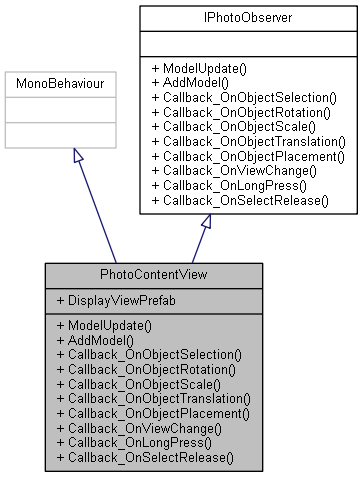 IPhotoObserver
+ ModelUpdate()
+ AddModel()
+ Callback_OnObjectSelection()
+ Callback_OnObjectRotation()
+ Callback_OnObjectScale()
+ Callback_OnObjectTranslation()
+ Callback_OnObjectPlacement()
+ Callback_OnViewChange()
+ Callback_OnLongPress()
+ Callback_OnSelectRelease()
MonoBehaviour
PhotoContentView
+ DisplayViewPrefab
+ ModelUpdate()
+ AddModel()
+ Callback_OnObjectSelection()
+ Callback_OnObjectRotation()
+ Callback_OnObjectScale()
+ Callback_OnObjectTranslation()
+ Callback_OnObjectPlacement()
+ Callback_OnViewChange()
+ Callback_OnLongPress()
+ Callback_OnSelectRelease()